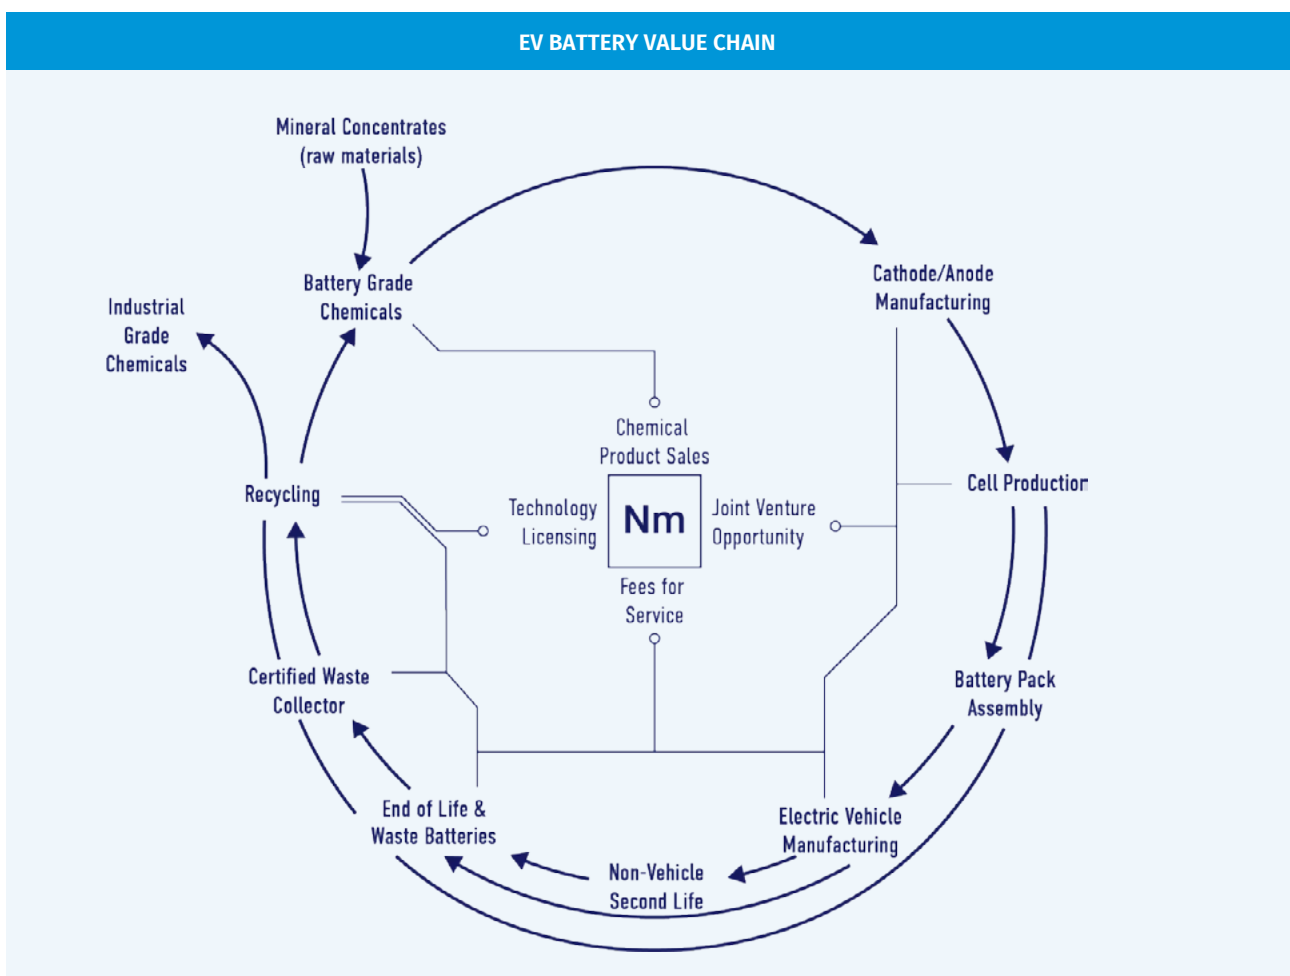 EV BATTERY VALUE CHAIN
Mineral Concentrates
(raw materials)
Battery Grade
Chemicals
Cathode/Anode
Manufacturing
Industrial
Grade
Chemicals
Chemical
Product Sales
Recycling
Cell Production
Technology
Licensing
Nm
Joint Venture
Opportunity
Fees for
Service
Certified Waste
Collector
Battery Pack
Assembly
End of Life &
Waste Batteries
Electric Vehicle
Manufacturing
Non-Vehicle
Second Life